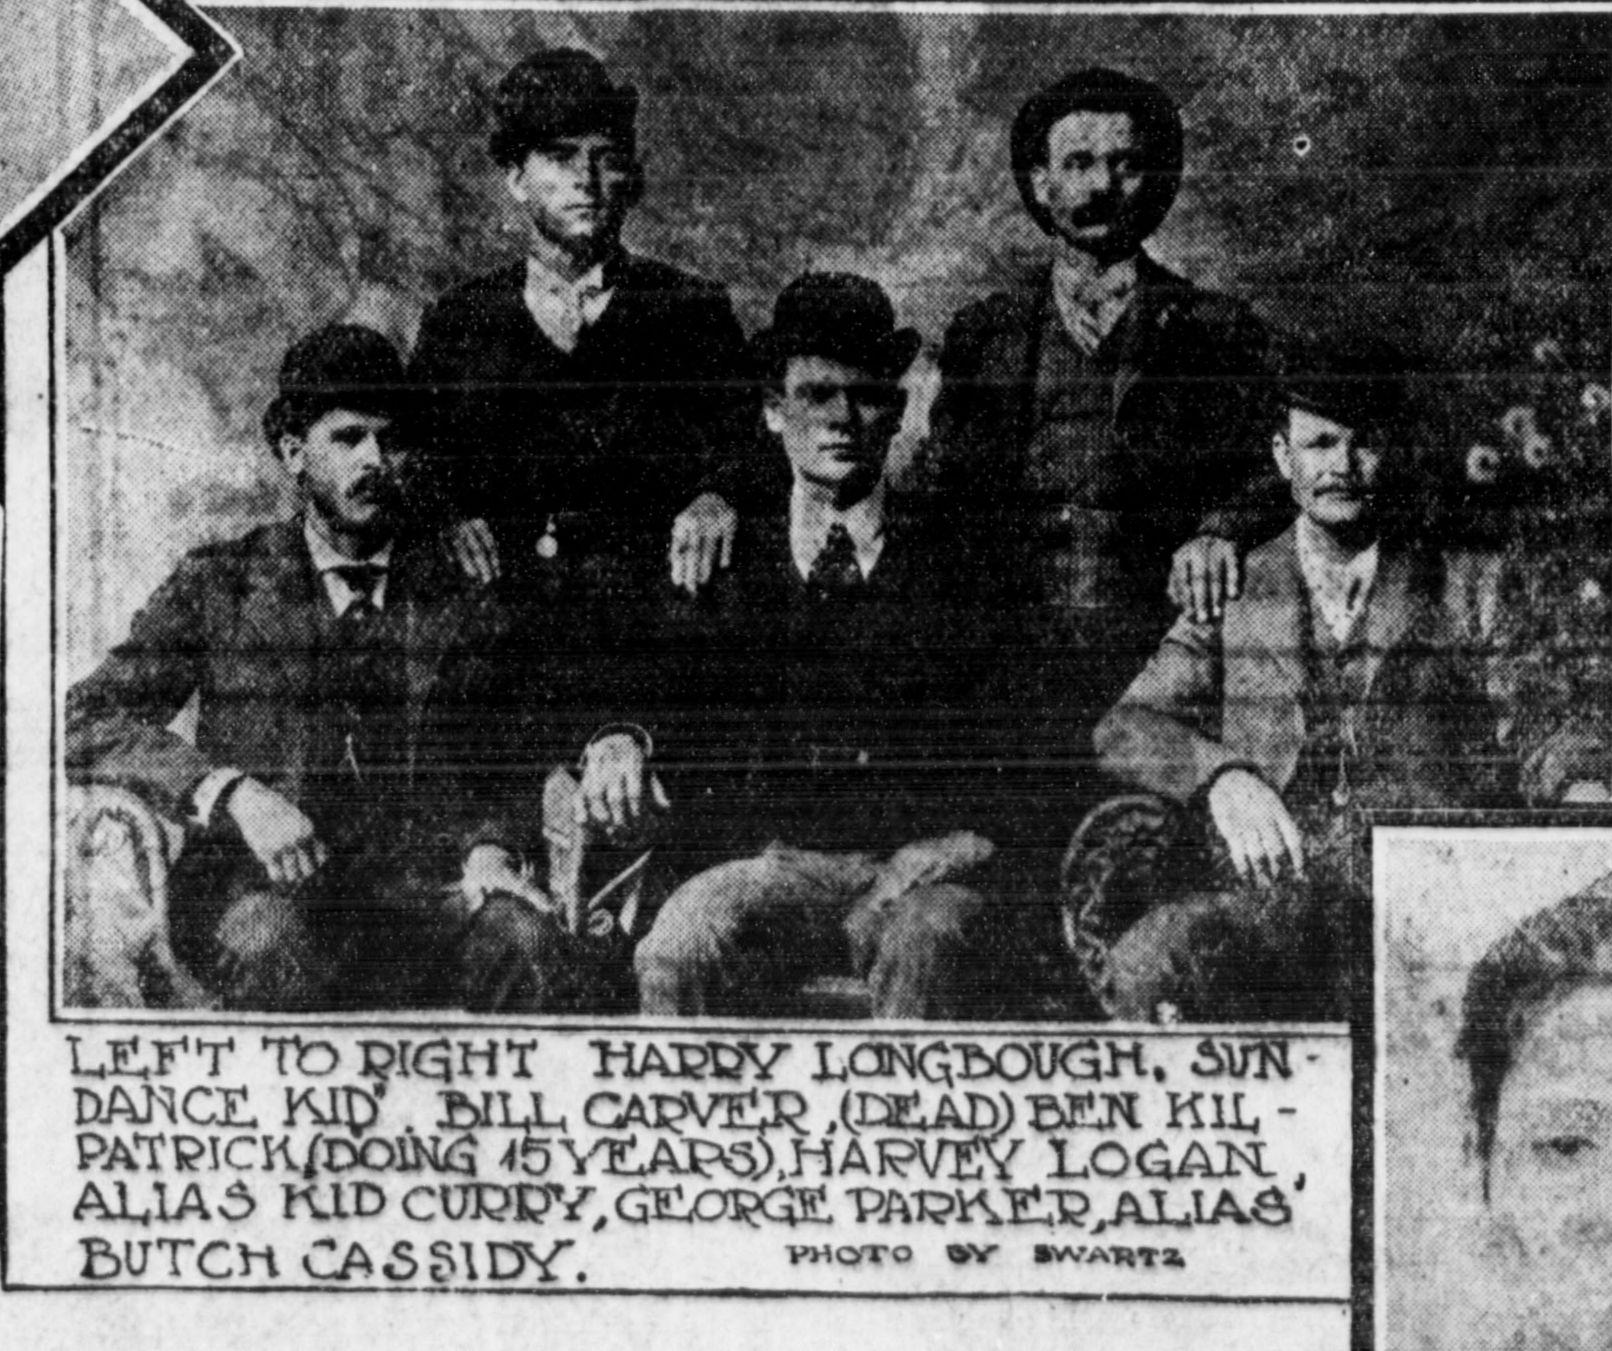 LEFT TO RIGHT HARRY LONGBOUGH, SUN-
DANCE KID". BILL CARVER, (DEAD) BEN KIL-
PATRICK, (DOING 15 YEARS), HARVEY LOGAN,
ALIAS KID CURRY, GEORGE PARKER, ALIAS
BUTCH CASSIDY.
PHOTO BY SWARTZ